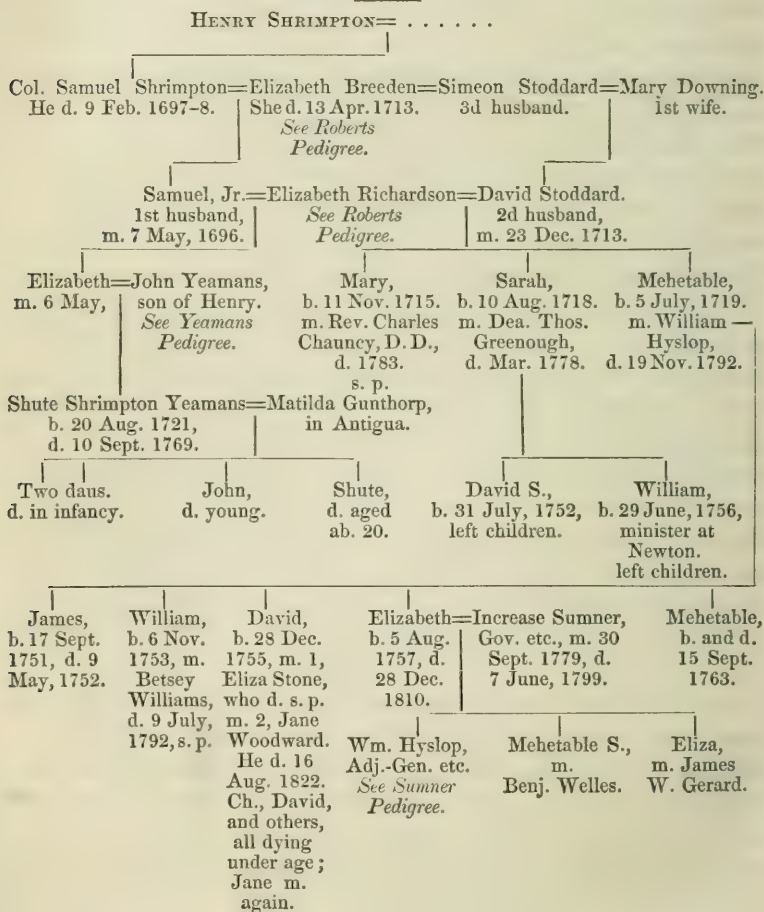 HENRY SHRIMPTON= . . . . . .
Col. Samuel Shrimpton=Elizabeth Breeden=Simeon Stoddard=Mary Downing.
He d. 9 Feb. 1697-8. She d. 13 Apr. 1713. 3d husband. 1st wife.
See Roberts
Pedigree.
Samuel, Jr.=Elizabeth Richardson=David Stoddard.
1st husband, See Roberts 2d husband,
m. 7 May, 1696. Pedigree. m. 23 Dec. 1713.
Elizabeth=John Yeamans, Mary, Sarah, Mehetable,
m. 6 May, son of Henry. b. 11 Nov. 1715. b. 10 Aug. 1718. b. 5 July, 1719.
See Yeamans m. Rev. Charles m. Dea. Thos. m. William —
Pedigree. Chauncy, D. D., Greenough, Hyslop,
d. 1783. d. Mar. 1778. d. 19 Nov. 1792.
s. p.
Shute Shrimpton Yeamans=Matilda Gunthorp,
b. 20 Aug. 1721, in Antigua.
d. 10 Sept. 1769.
Two daus. John, Shute, David S., William,
d. in infancy. d. young. d. aged b. 31 July, 1752, b. 29 June, 1756,
ab. 20. left children. minister at
Newton.
left children.
James, William, David, Elizabeth=Increase Sumner, Mehetable,
b. 17 Sept. b. 6 Nov. b. 28 Dec. b. 5 Aug. Gov. etc., m. 30 b. and d.
1751, d. 9 1753, m. 1755, m. 1, 1757, d. Sept. 1779, d. 15 Sept.
May, 1752. Betsey Eliza Stone, 28 Dec. 7 June, 1799. 1763.
Williams, who d. s. p. 1810.
d. 9 July, m. 2, Jane
1792, s. p. Woodward. Wm. Hyslop, Mehetable S., Eliza,
He d. 16 Adj.-Gen. etc. m. m. James
Aug. 1822. See Sumner Benj. Welles. W. Gerard.
Ch., David, Pedigree.
and others,
all dying
under age;
Jane m.
again.